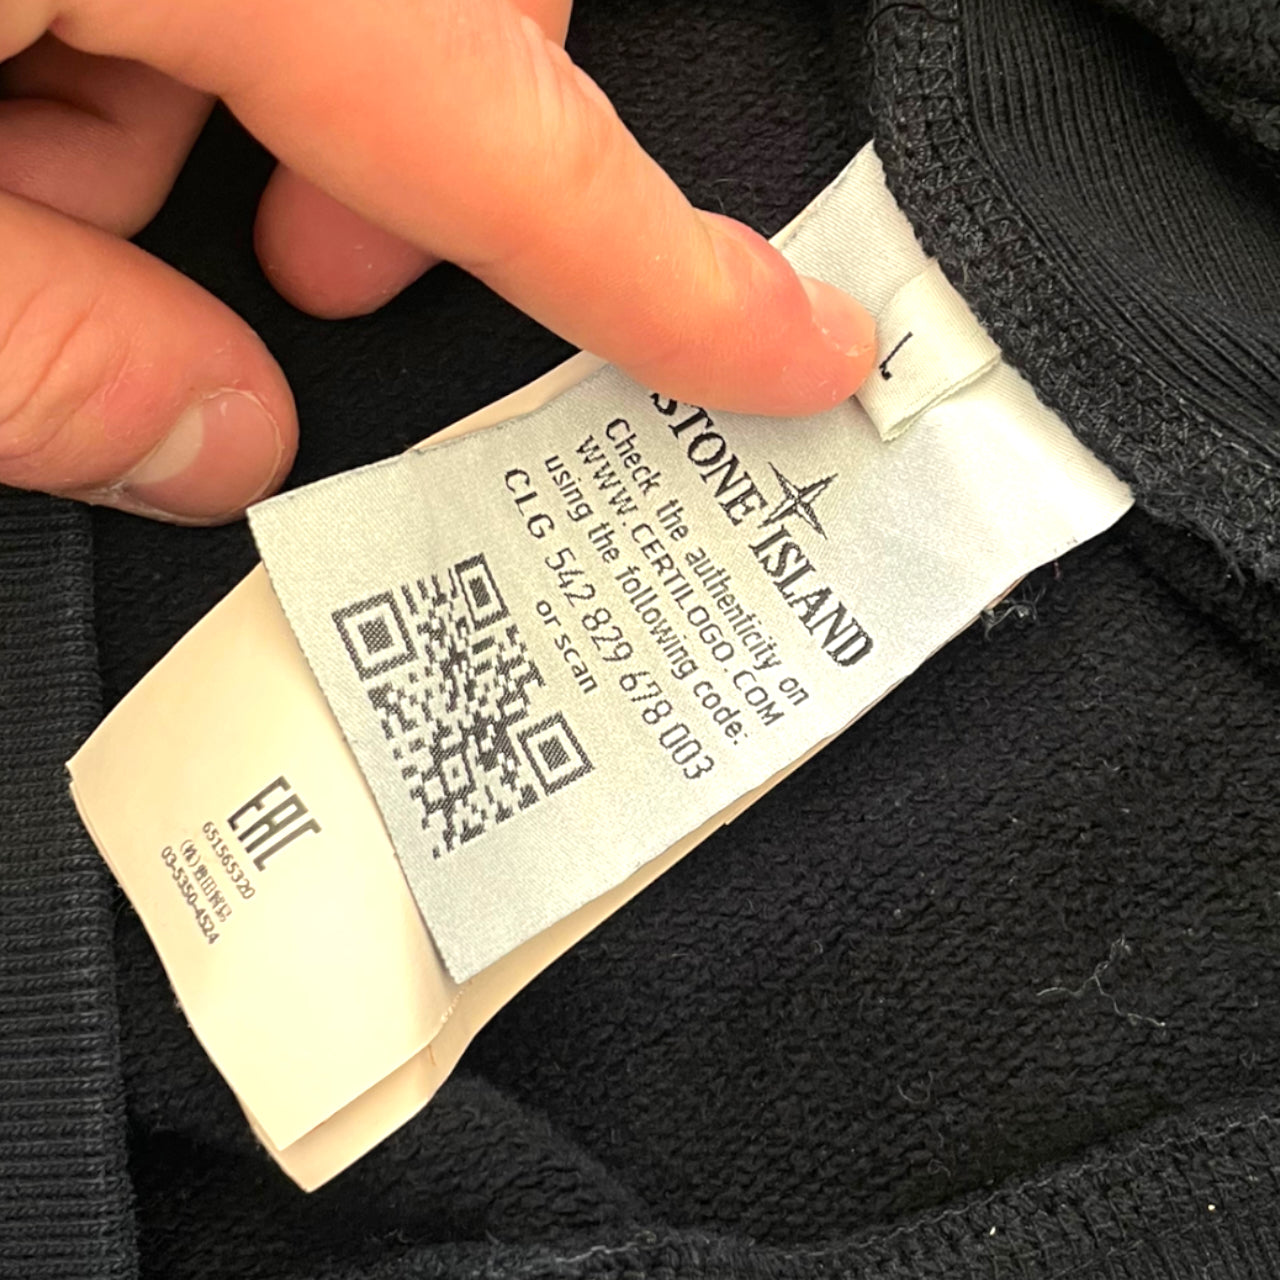 L
STONE ISLAND
Check the authenticity on
WWW.CERTILOGO.COM
using the following code:
CLG 542 829 678 003
or scan
EAC
651565320
(株)
03-5350-4524